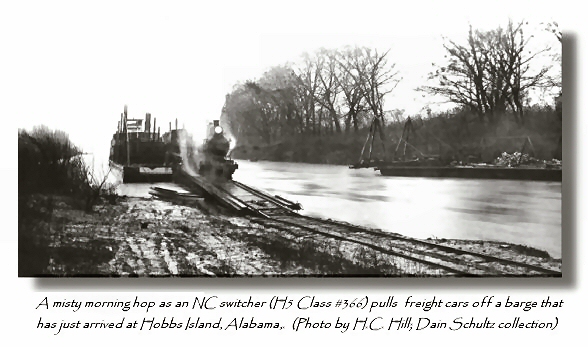 A misty morning hop as an NC switcher (H5 Class #366) pulls freight cars off a barge that
has just arrived at Hobbs Island, Alabama,. (Photo by H.C. Hill; Dain Schultz collection)